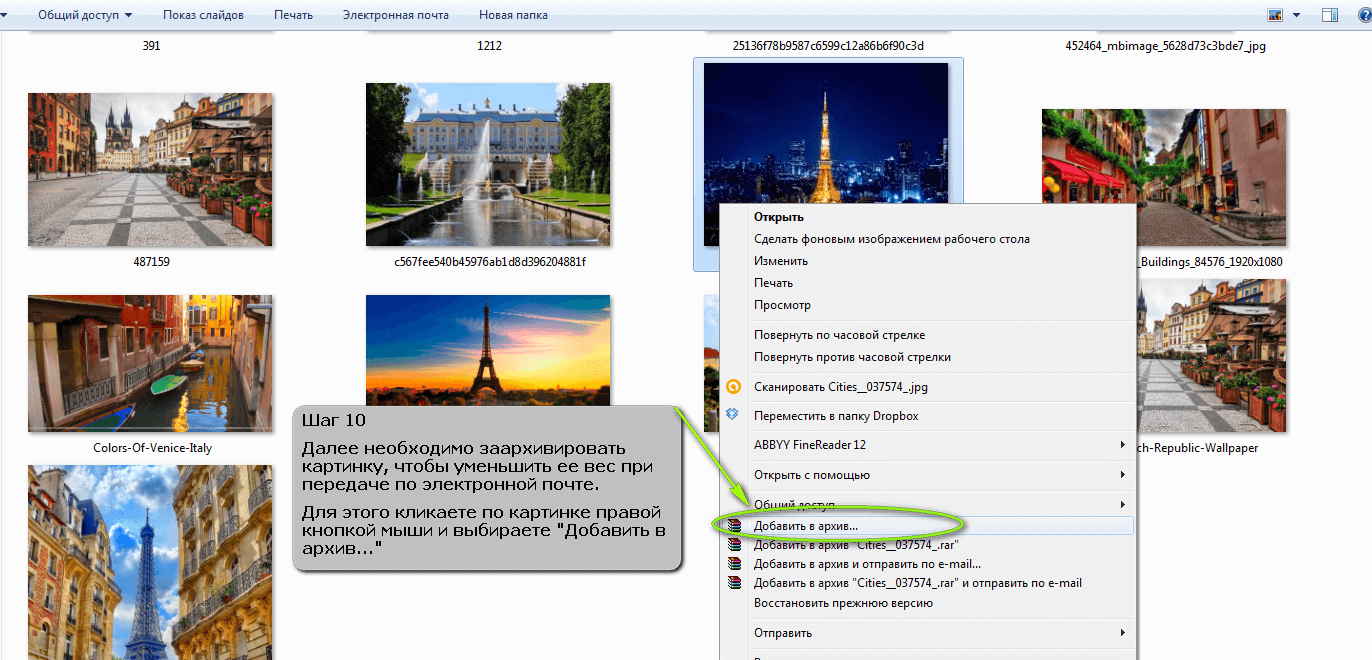 Общий доступ
Показ слайдов
Печать
Электронная почта
Новая папка
391
1212
25136f78b9587c6599c12a86b6f90c3d
452464_mbimage_5628d73c3bde7_jpg
487159
c567fee540b45976ab1d8d396204881f
_Buildings_84576_1920x1080
Colors-Of-Venice-Italy
ch-Republic-Wallpaper
Открыть
Сделать фоновым изображением рабочего стола
Изменить
Печать
Просмотр
Повернуть по часовой стрелке
Повернуть против часовой стрелки
Сканировать Cities__037574_.jpg
Переместить в папку Dropbox
ABBYY FineReader 12
Открыть с помощью
Общий доступ
Добавить в архив...
Добавить в архив "Cities__037574_.rar"
Добавить в архив и отправить по e-mail...
Добавить в архив "Cities__037574_.rar" и отправить по e-mail
Восстановить прежнюю версию
Отправить
Шаг 10
Далее необходимо заархивировать
картинку, чтобы уменьшить ее вес при
передаче по электронной почте.
Для этого кликаете по картинке правой
кнопкой мыши и выбираете "Добавить в
архив..."